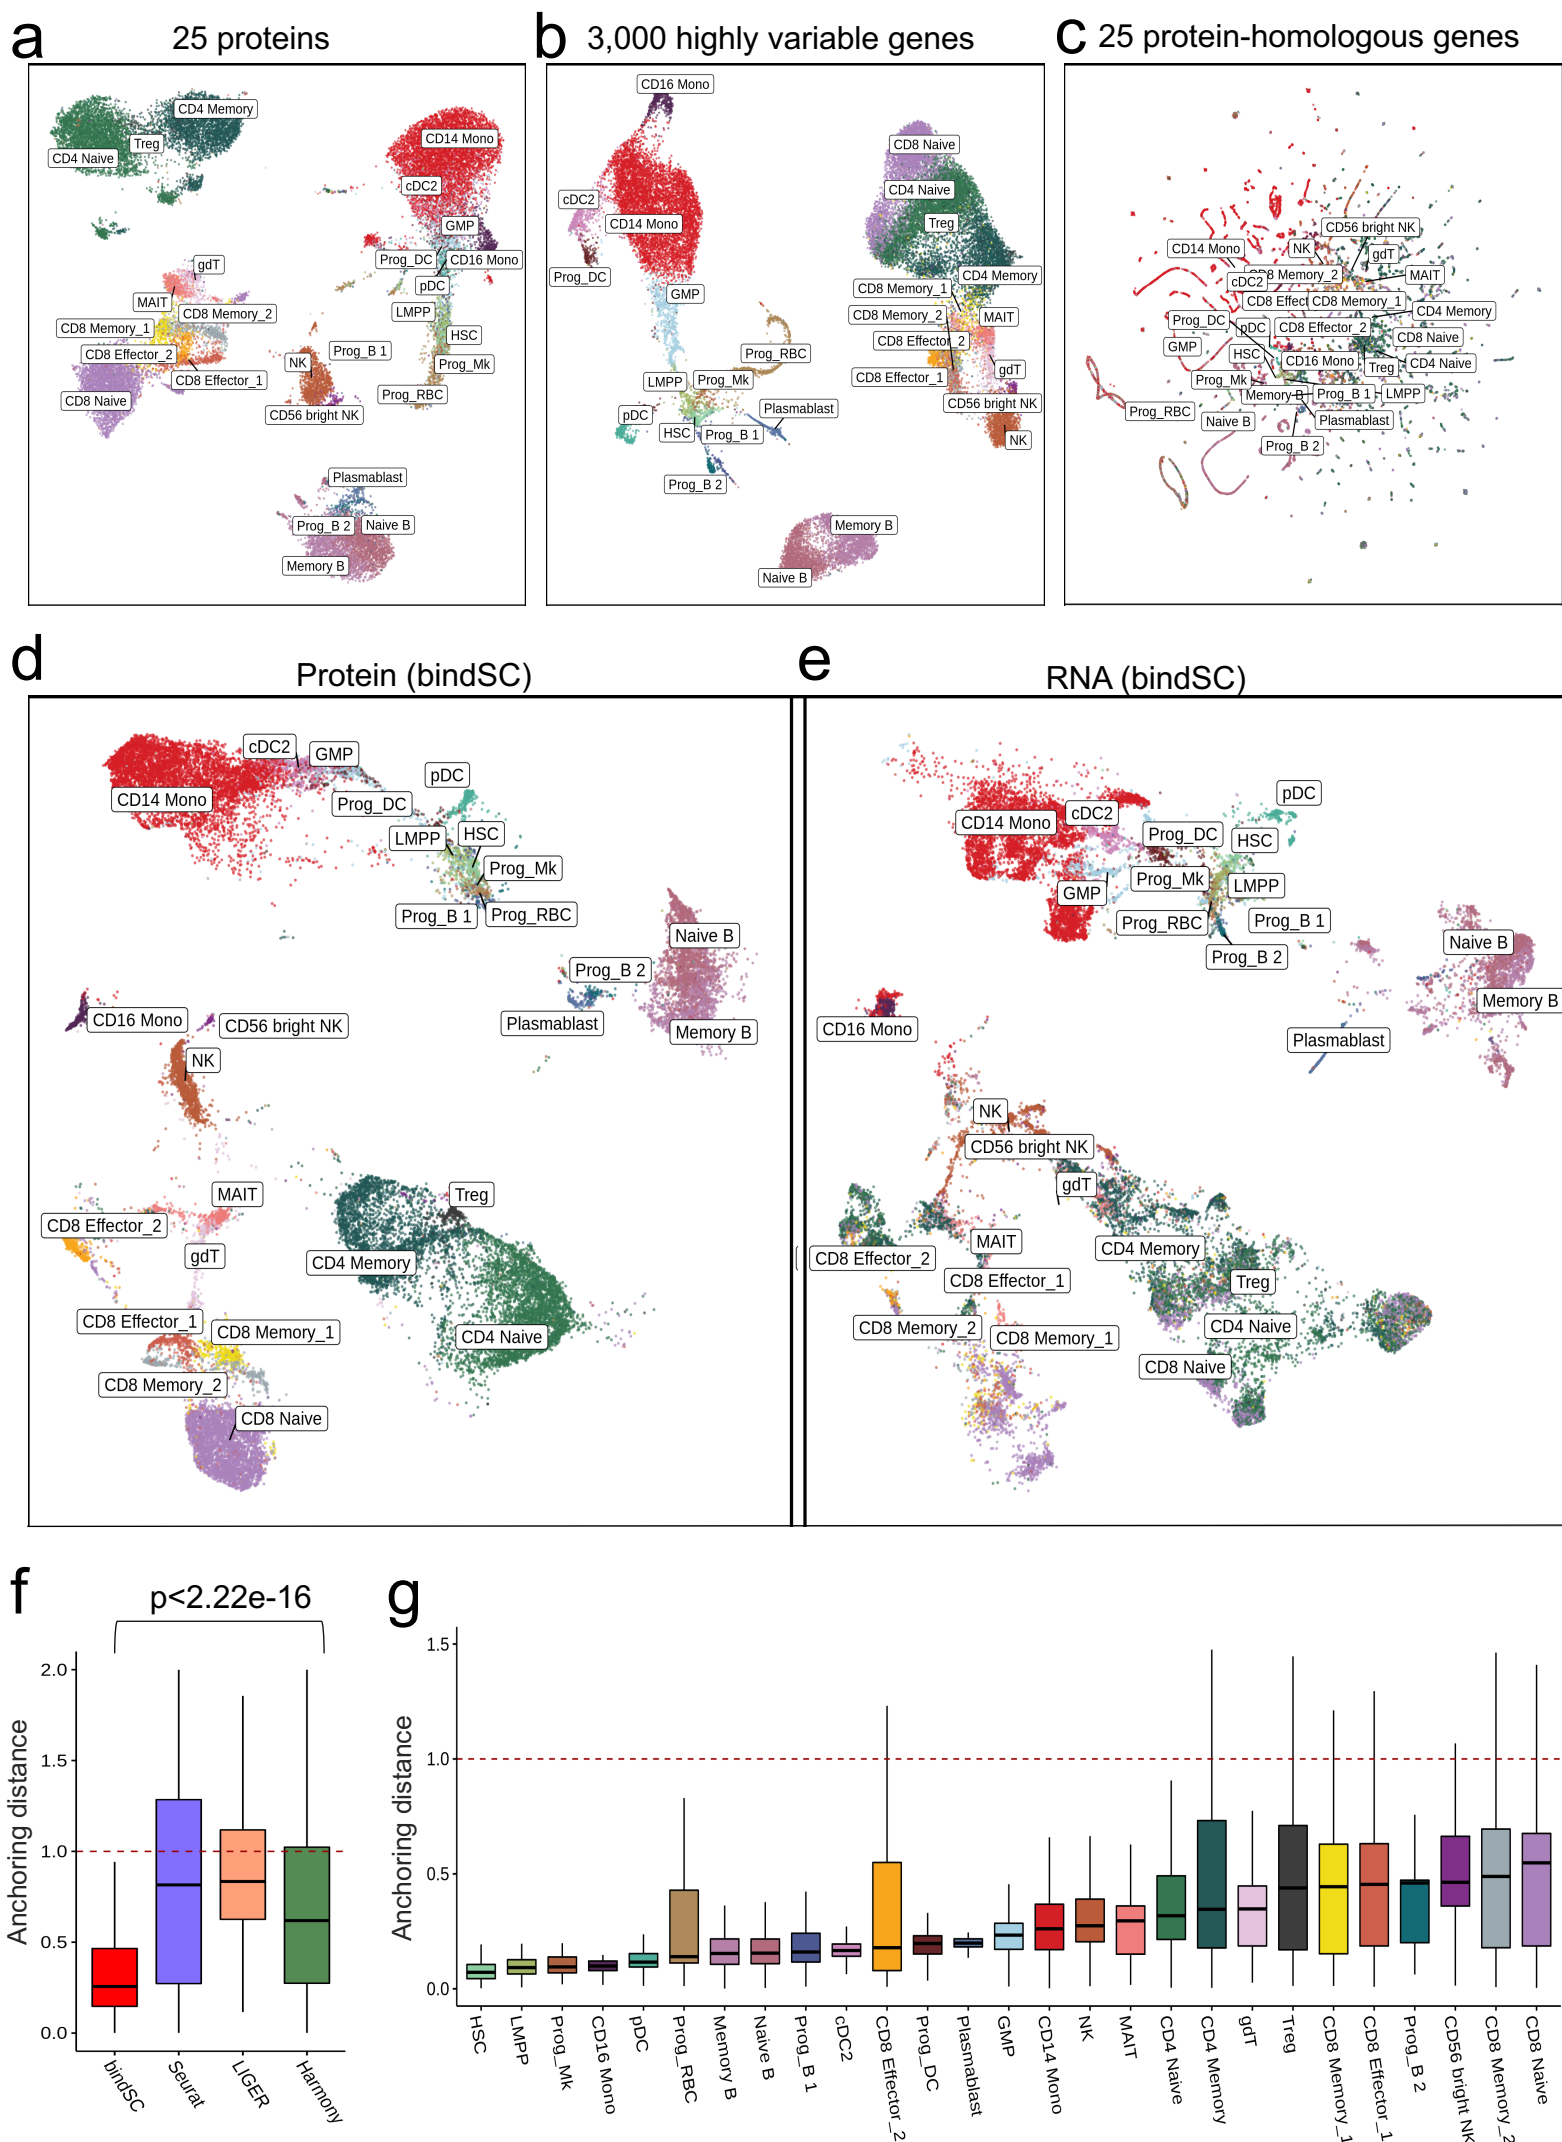 a
25 proteins
CD4 Memory
Treg
CD4 Naive
CD14 Mono
cDC2
GMP
Prog_DC
CD16 Mono
pDC
gdT
MAIT
CD8 Memory_2
CD8 Memory_1
CD8 Effector_2
CD8 Effector_1
CD8 Naive
LMPP
HSC
Prog_B 1
NK
Prog_Mk
Prog_RBC
CD56 bright NK
Plasmablast
Prog_B 2
Naive B
Memory B
b
3,000 highly variable genes
CD16 Mono
CD8 Naive
cDC2
CD4 Naive
CD14 Mono
Treg
Prog_DC
CD4 Memory
GMP
CD8 Memory_1
CD8 Memory_2
MAIT
CD8 Effector_2
Prog_RBC
gdT
CD8 Effector_1
LMPP
Prog_Mk
pDC
Plasmablast
CD56 bright NK
HSC
Prog_B 1
NK
Prog_B 2
Memory B
Naive B
c
25 protein-homologous genes
CD56 bright NK
CD14 Mono
NK
gdT
CD8 Memory_2
MAIT
cDC2
CD8 Effect
CD8 Memory_1
CD4 Memory
Prog_DC
pDC
CD8 Effector_2
CD8 Naive
GMP
HSC
CD16 Mono
Treg
CD4 Naive
Prog_Mk
Memory B
Prog_B 1
LMPP
Prog_RBC
Naive B
Plasmablast
Prog_B 2
d
Protein (bindSC)
cDC2
GMP
pDC
CD14 Mono
Prog_DC
LMPP
HSC
Prog_Mk
Prog_B 1
Prog_RBC
Naive B
Prog_B 2
CD16 Mono
CD56 bright NK
Plasmablast
Memory B
NK
MAIT
Treg
CD8 Effector_2
gdT
CD4 Memory
CD8 Effector_1
CD8 Memory_1
CD4 Naive
CD8 Memory_2
CD8 Naive
e
RNA (bindSC)
pDC
cDC2
CD14 Mono
Prog_DC
HSC
Prog_Mk
LMPP
GMP
Prog_RBC
Prog_B 1
Prog_B 2
Naive B
Memory B
CD16 Mono
Plasmablast
NK
CD56 bright NK
gdT
MAIT
CD4 Memory
CD8 Effector_2
CD8 Effector_1
Treg
CD8 Memory_2
CD8 Memory_1
CD4 Naive
CD8 Naive
f
p<2.22e-16
Anchoring distance
2.0
1.5
1.0
0.5
0.0
bindSC
Seurat
LIGER
Harmony
g
Anchoring distance
1.5
1.0
0.5
0.0
HSC
LMPP
Prog_Mk
CD16 Mono
pDC
Prog_RBC
Memory B
Naive B
Prog_B 1
cDC2
CD8 Effector_2
Prog_DC
Plasmablast
GMP
CD14 Mono
NK
MAIT
CD4 Naive
CD4 Memory
gdT
Treg
CD8 Memory_1
CD8 Effector_1
Prog_B 2
CD56 bright NK
CD8 Memory_2
CD8 Naive